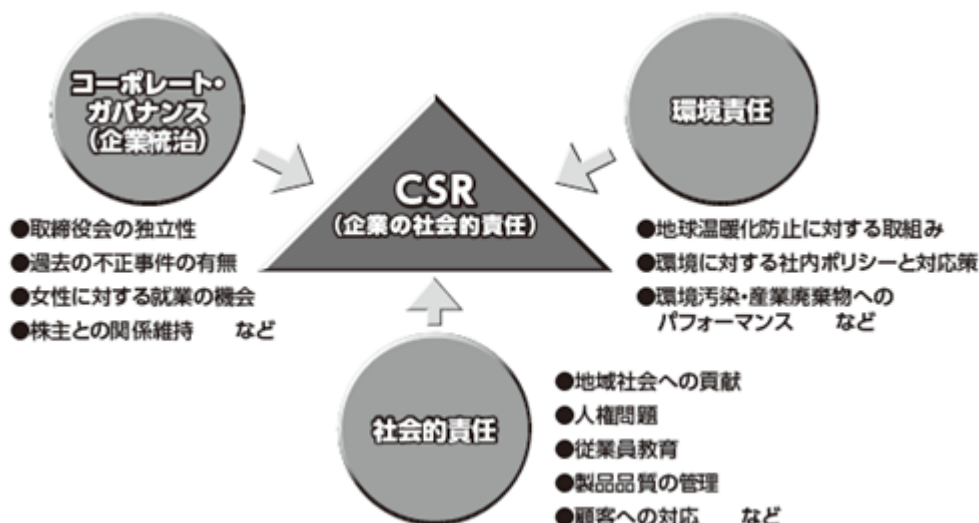 コーポレート・
ガバナンス
（企業統治）
●取締役会の独立性
●過去の不正事件の有無
●女性に対する就業の機会
●株主との関係維持　など
CSR
（企業の社会的責任）
環境責任
●地球温暖化防止に対する取組み
●環境に対する社内ポリシーと対応策
●環境汚染・産業廃棄物への
パフォーマンス　など
社会的責任
●地域社会への貢献
●人権問題
●従業員教育
●製品品質の管理
●顧客への対応　など